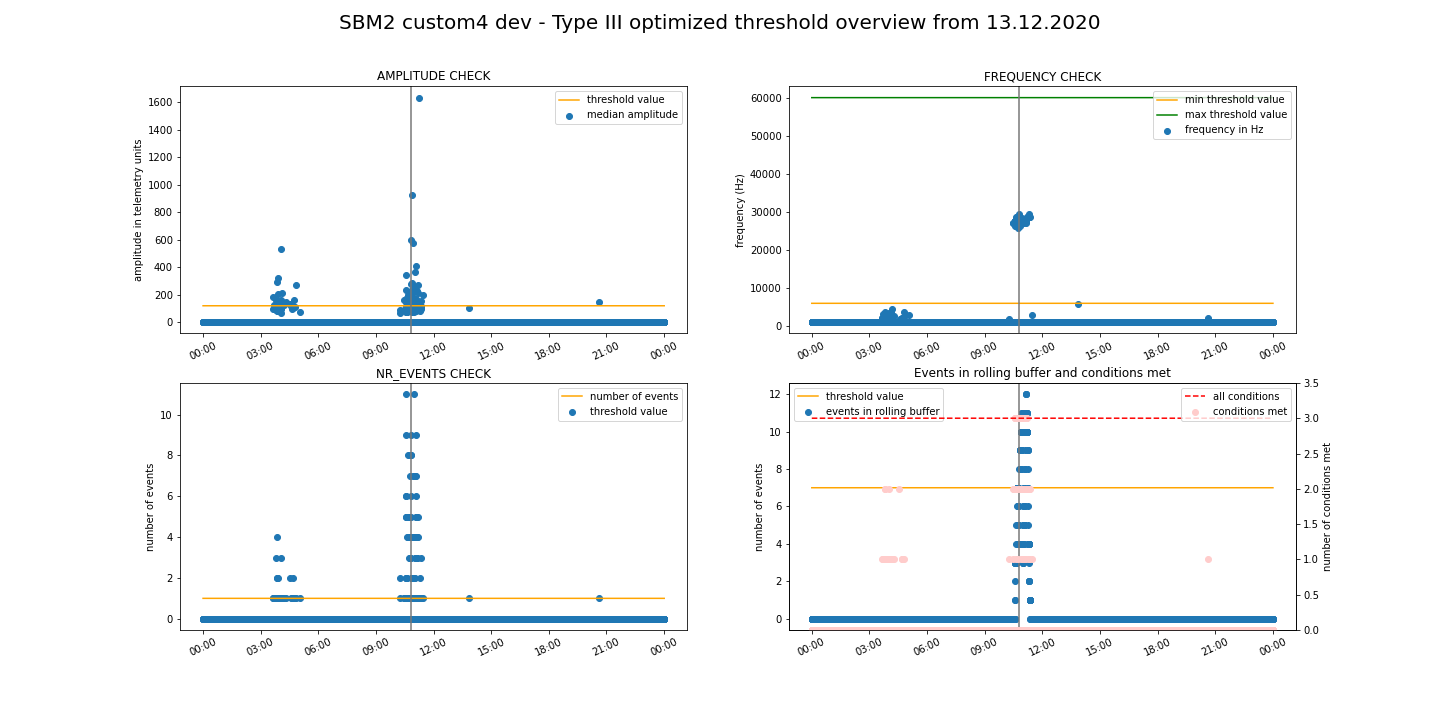 SBM2 custom4 dev - Type III optimized threshold overview from 13.12.2020
AMPLITUDE CHECK
amplitude in telemetry units
1600
1400
1200
1000
800
600
400
200
0
threshold value
median amplitude
00:00 03:00 06:00 09:00 12:00 15:00 18:00 21:00 00:00
FREQUENCY CHECK
frequency (Hz)
60000
50000
40000
30000
20000
10000
0
min threshold value
max threshold value
frequency in Hz
00:00 03:00 06:00 09:00 12:00 15:00 18:00 21:00 00:00
NR_EVENTS CHECK
number of events
10
8
6
4
2
0
number of events
threshold value
00:00 03:00 06:00 09:00 12:00 15:00 18:00 21:00 00:00
Events in rolling buffer and conditions met
number of events
12
10
8
6
4
2
0
threshold value
events in rolling buffer
all conditions
conditions met
3.5
3.0
2.5
2.0
1.5
1.0
0.5
0.0
number of conditions met
00:00 03:00 06:00 09:00 12:00 15:00 18:00 21:00 00:00